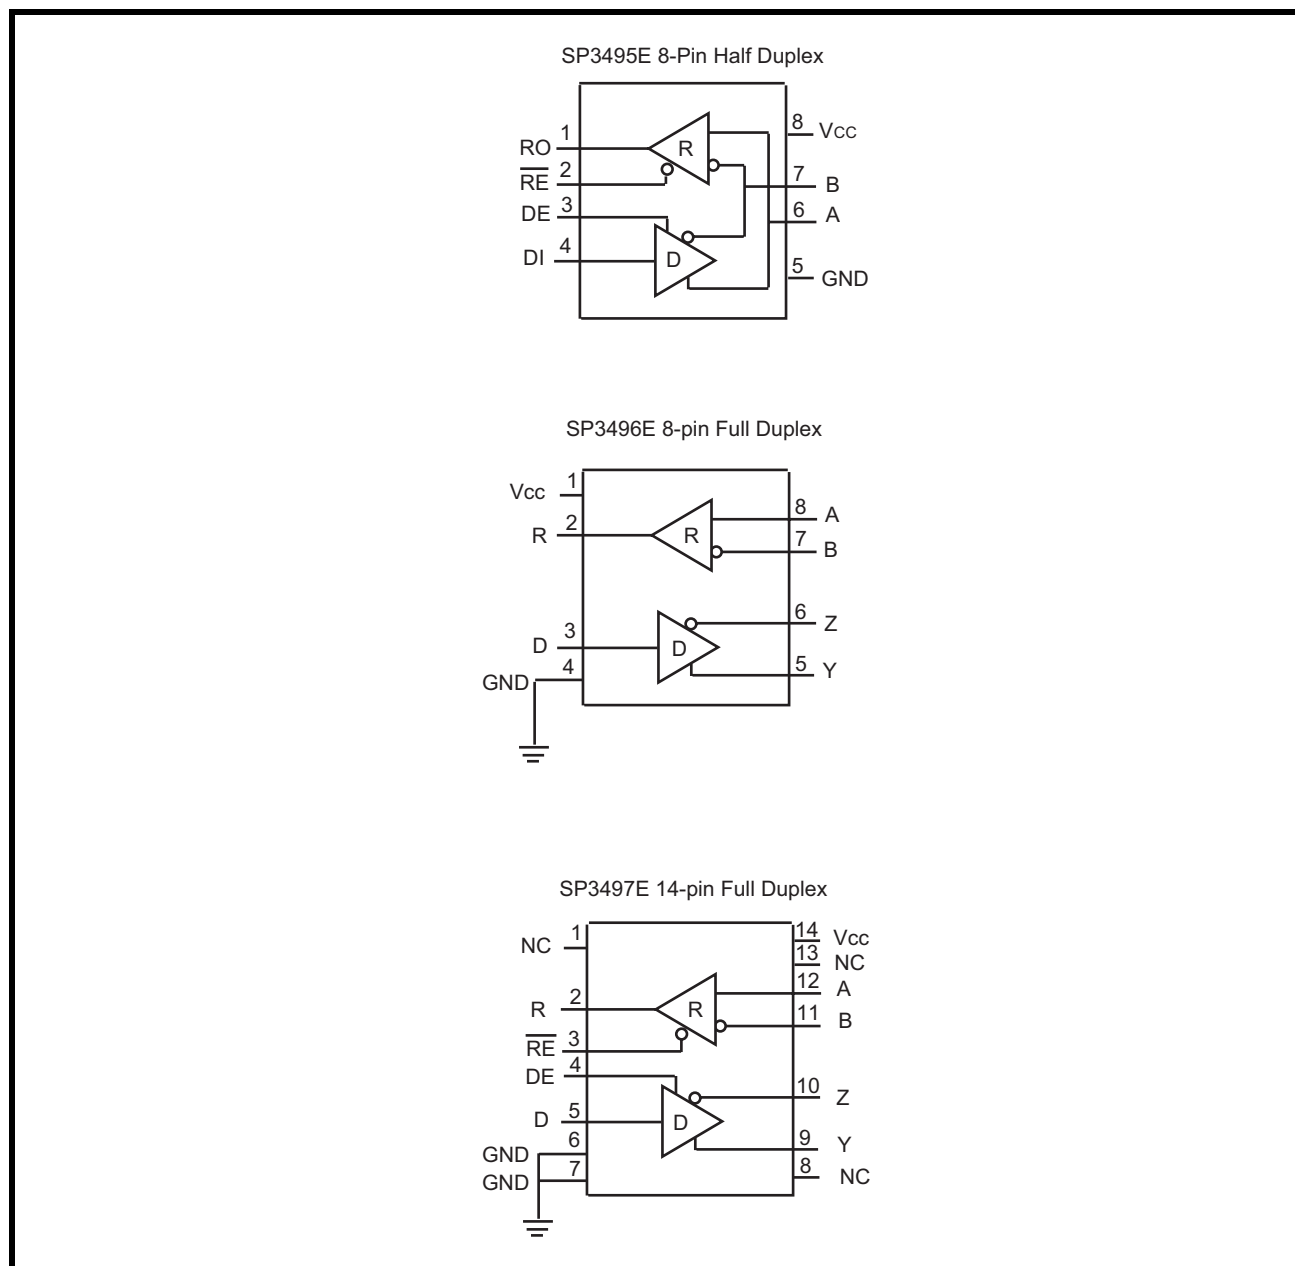 SP3495E 8-Pin Half Duplex
RO 1
RE 2
DE 3
DI 4
R
D
8 VCC
7 B
6 A
5 GND
SP3496E 8-pin Full Duplex
Vcc 1
R 2
D 3
GND 4
R
D
8 A
7 B
6 Z
5 Y
SP3497E 14-pin Full Duplex
NC 1
R 2
RE 3
DE 4
D 5
GND 6
GND 7
R
D
14 Vcc
13 NC
12 A
11 B
10 Z
9 Y
8 NC